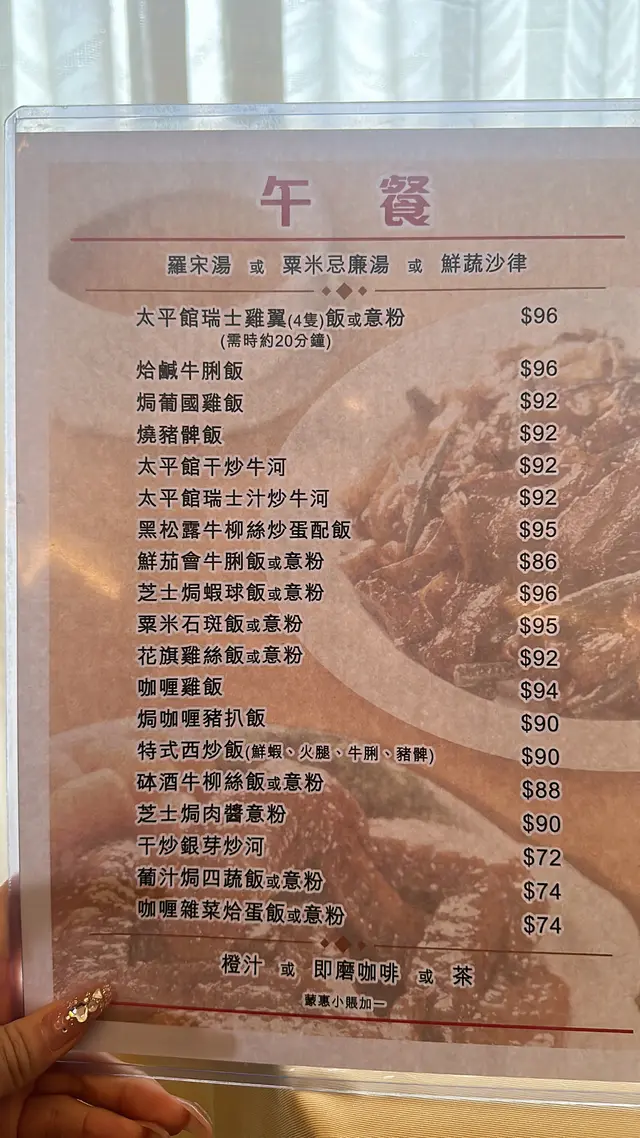 午餐
羅宋湯 或 粟米忌廉湯 或 鮮蔬沙律
太平館瑞士雞翼(4隻)飯或意粉 $96
(需時約20分鐘)
烚鹹牛脷飯 $96
焗葡國雞飯 $92
燒豬髀飯 $92
太平館干炒牛河 $92
太平館瑞士汁炒牛河 $92
黑松露牛柳絲炒蛋配飯 $95
鮮茄會牛脷飯或意粉 $86
芝士焗蝦球飯或意粉 $96
粟米石斑飯或意粉 $95
花旗雞絲飯或意粉 $92
咖喱雞飯 $94
焗咖喱豬扒飯 $90
特式西炒飯(鮮蝦、火腿、牛脷、豬髀) $90
砵酒牛柳絲飯或意粉 $88
芝士焗肉醬意粉 $90
干炒銀芽炒河 $72
葡汁焗四蔬飯或意粉 $74
咖喱雜菜烚蛋飯或意粉 $74
橙汁 或 即磨咖啡 或 茶
蒙惠小賬加一